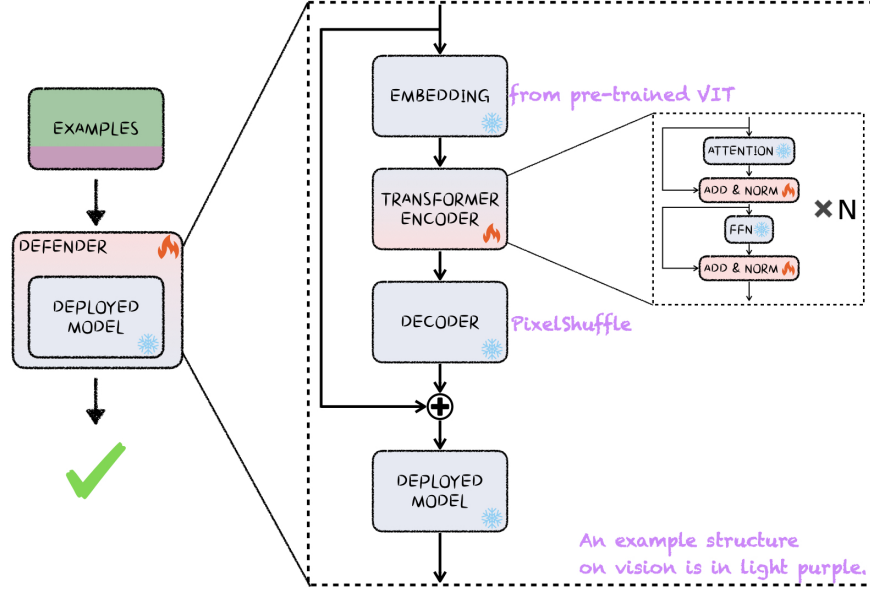 EXAMPLES
DEFENDER
DEPLOYED
MODEL
EMBEDDING
from pre-trained VIT
TRANSFORMER
ENCODER
ATTENTION
ADD & NORM
FFN
ADD & NORM
×N
DECODER
PixelShuffle
DEPLOYED
MODEL
An example structure
on vision is in light purple.